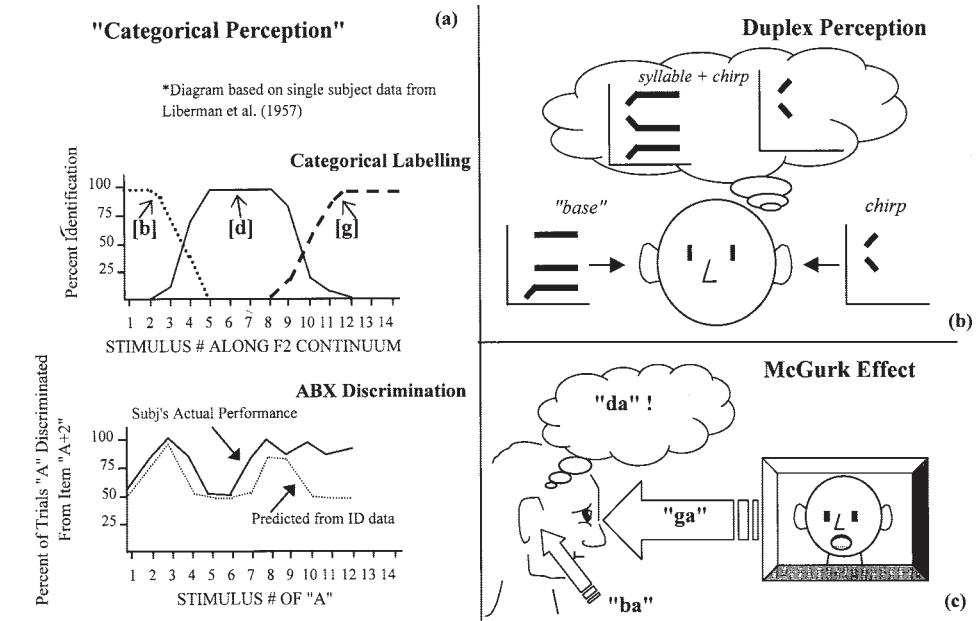 (a)
"Categorical Perception"
*Diagram based on single subject data from
Liberman et al. (1957)
Categorical Labelling
Percent Identification
100
75
50
25
[b]
[d]
[g]
1 2 3 4 5 6 7 8 9 10 11 12 13 14
STIMULUS # ALONG F2 CONTINUUM
ABX Discrimination
Subj's Actual Performance
Percent of Trials "A" Discriminated
From Item "A+2"
100
75
50
25
Predicted from ID data
1 2 3 4 5 6 7 8 9 10 11 12 13 14
STIMULUS # OF "A"
Duplex Perception
syllable + chirp
"base"
chirp
(b)
McGurk Effect
"da" !
"ga"
"ba"
(c)